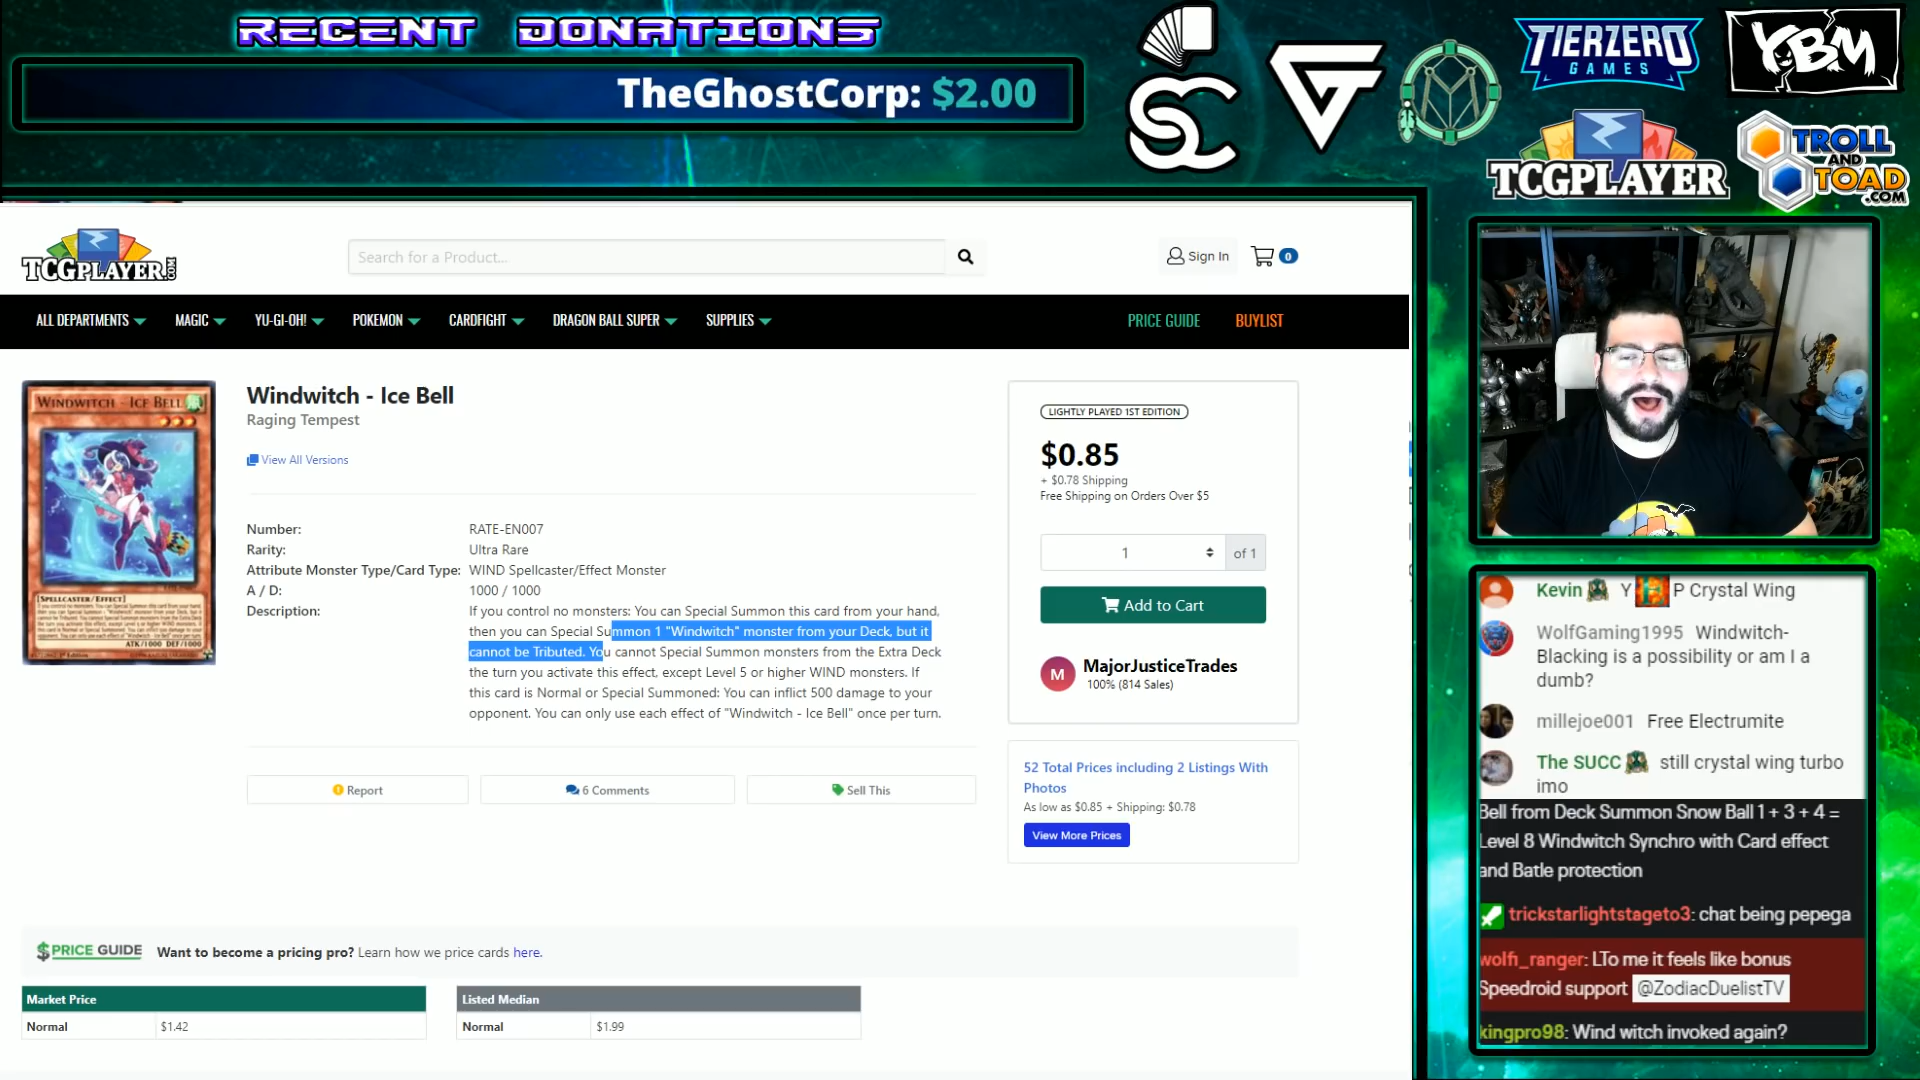 RECENT DONATIONS
TheGhostCorp: $2.00
SC
TIERZERO
GAMES
YBM
TCGPLAYER
TROLL
AND
TOAD
.COM
TCGPLAYER.COM
Search for a Product...
Sign In
0
ALL DEPARTMENTS
MAGIC
YU-GI-OH!
POKEMON
CARDFIGHT
DRAGON BALL SUPER
SUPPLIES
PRICE GUIDE
BUYLIST
WINDWITCH - ICE BELL
[SPELLCASTER/EFFECT]
ATK/1000 DEF/1000
Windwitch - Ice Bell
Raging Tempest
View All Versions
Number: RATE-EN007
Rarity: Ultra Rare
Attribute Monster Type/Card Type: WIND Spellcaster/Effect Monster
A / D: 1000 / 1000
Description: If you control no monsters: You can Special Summon this card from your hand,
then you can Special Summon 1 "Windwitch" monster from your Deck, but it
cannot be Tributed. You cannot Special Summon monsters from the Extra Deck
the turn you activate this effect, except Level 5 or higher WIND monsters. If
this card is Normal or Special Summoned: You can inflict 500 damage to your
opponent. You can only use each effect of "Windwitch - Ice Bell" once per turn.
Report
6 Comments
Sell This
LIGHTLY PLAYED 1ST EDITION
$0.85
+ $0.78 Shipping
Free Shipping on Orders Over $5
1 of 1
Add to Cart
M
MajorJusticeTrades
100% (814 Sales)
52 Total Prices including 2 Listings With
Photos
As low as $0.85 + Shipping: $0.78
View More Prices
$PRICE GUIDE Want to become a pricing pro? Learn how we price cards here.
Market Price
Normal $1.42
Listed Median
Normal $1.99
Kevin Y P Crystal Wing
WolfGaming1995 Windwitch-
Blacking is a possibility or am I a
dumb?
millejoe001 Free Electrumite
The SUCC still crystal wing turbo
imo
Bell from Deck Summon Snow Ball 1 + 3 + 4 =
Level 8 Windwitch Synchro with Card effect
and Batle protection
trickstarlightstageto3: chat being pepega
wolfi_ranger: LTo me it feels like bonus
Speedroid support @ZodiacDuelistTV
kingpro98: Wind witch invoked again?